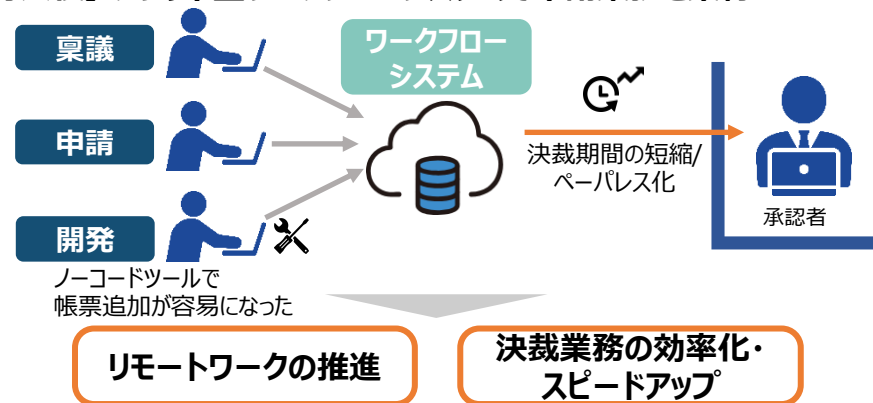 稟議
ワークフロー
システム
申請
決裁期間の短縮/
ペーパレス化
承認者
開発
ノーコードツールで
帳票追加が容易になった
リモートワークの推進
決裁業務の効率化・
スピードアップ